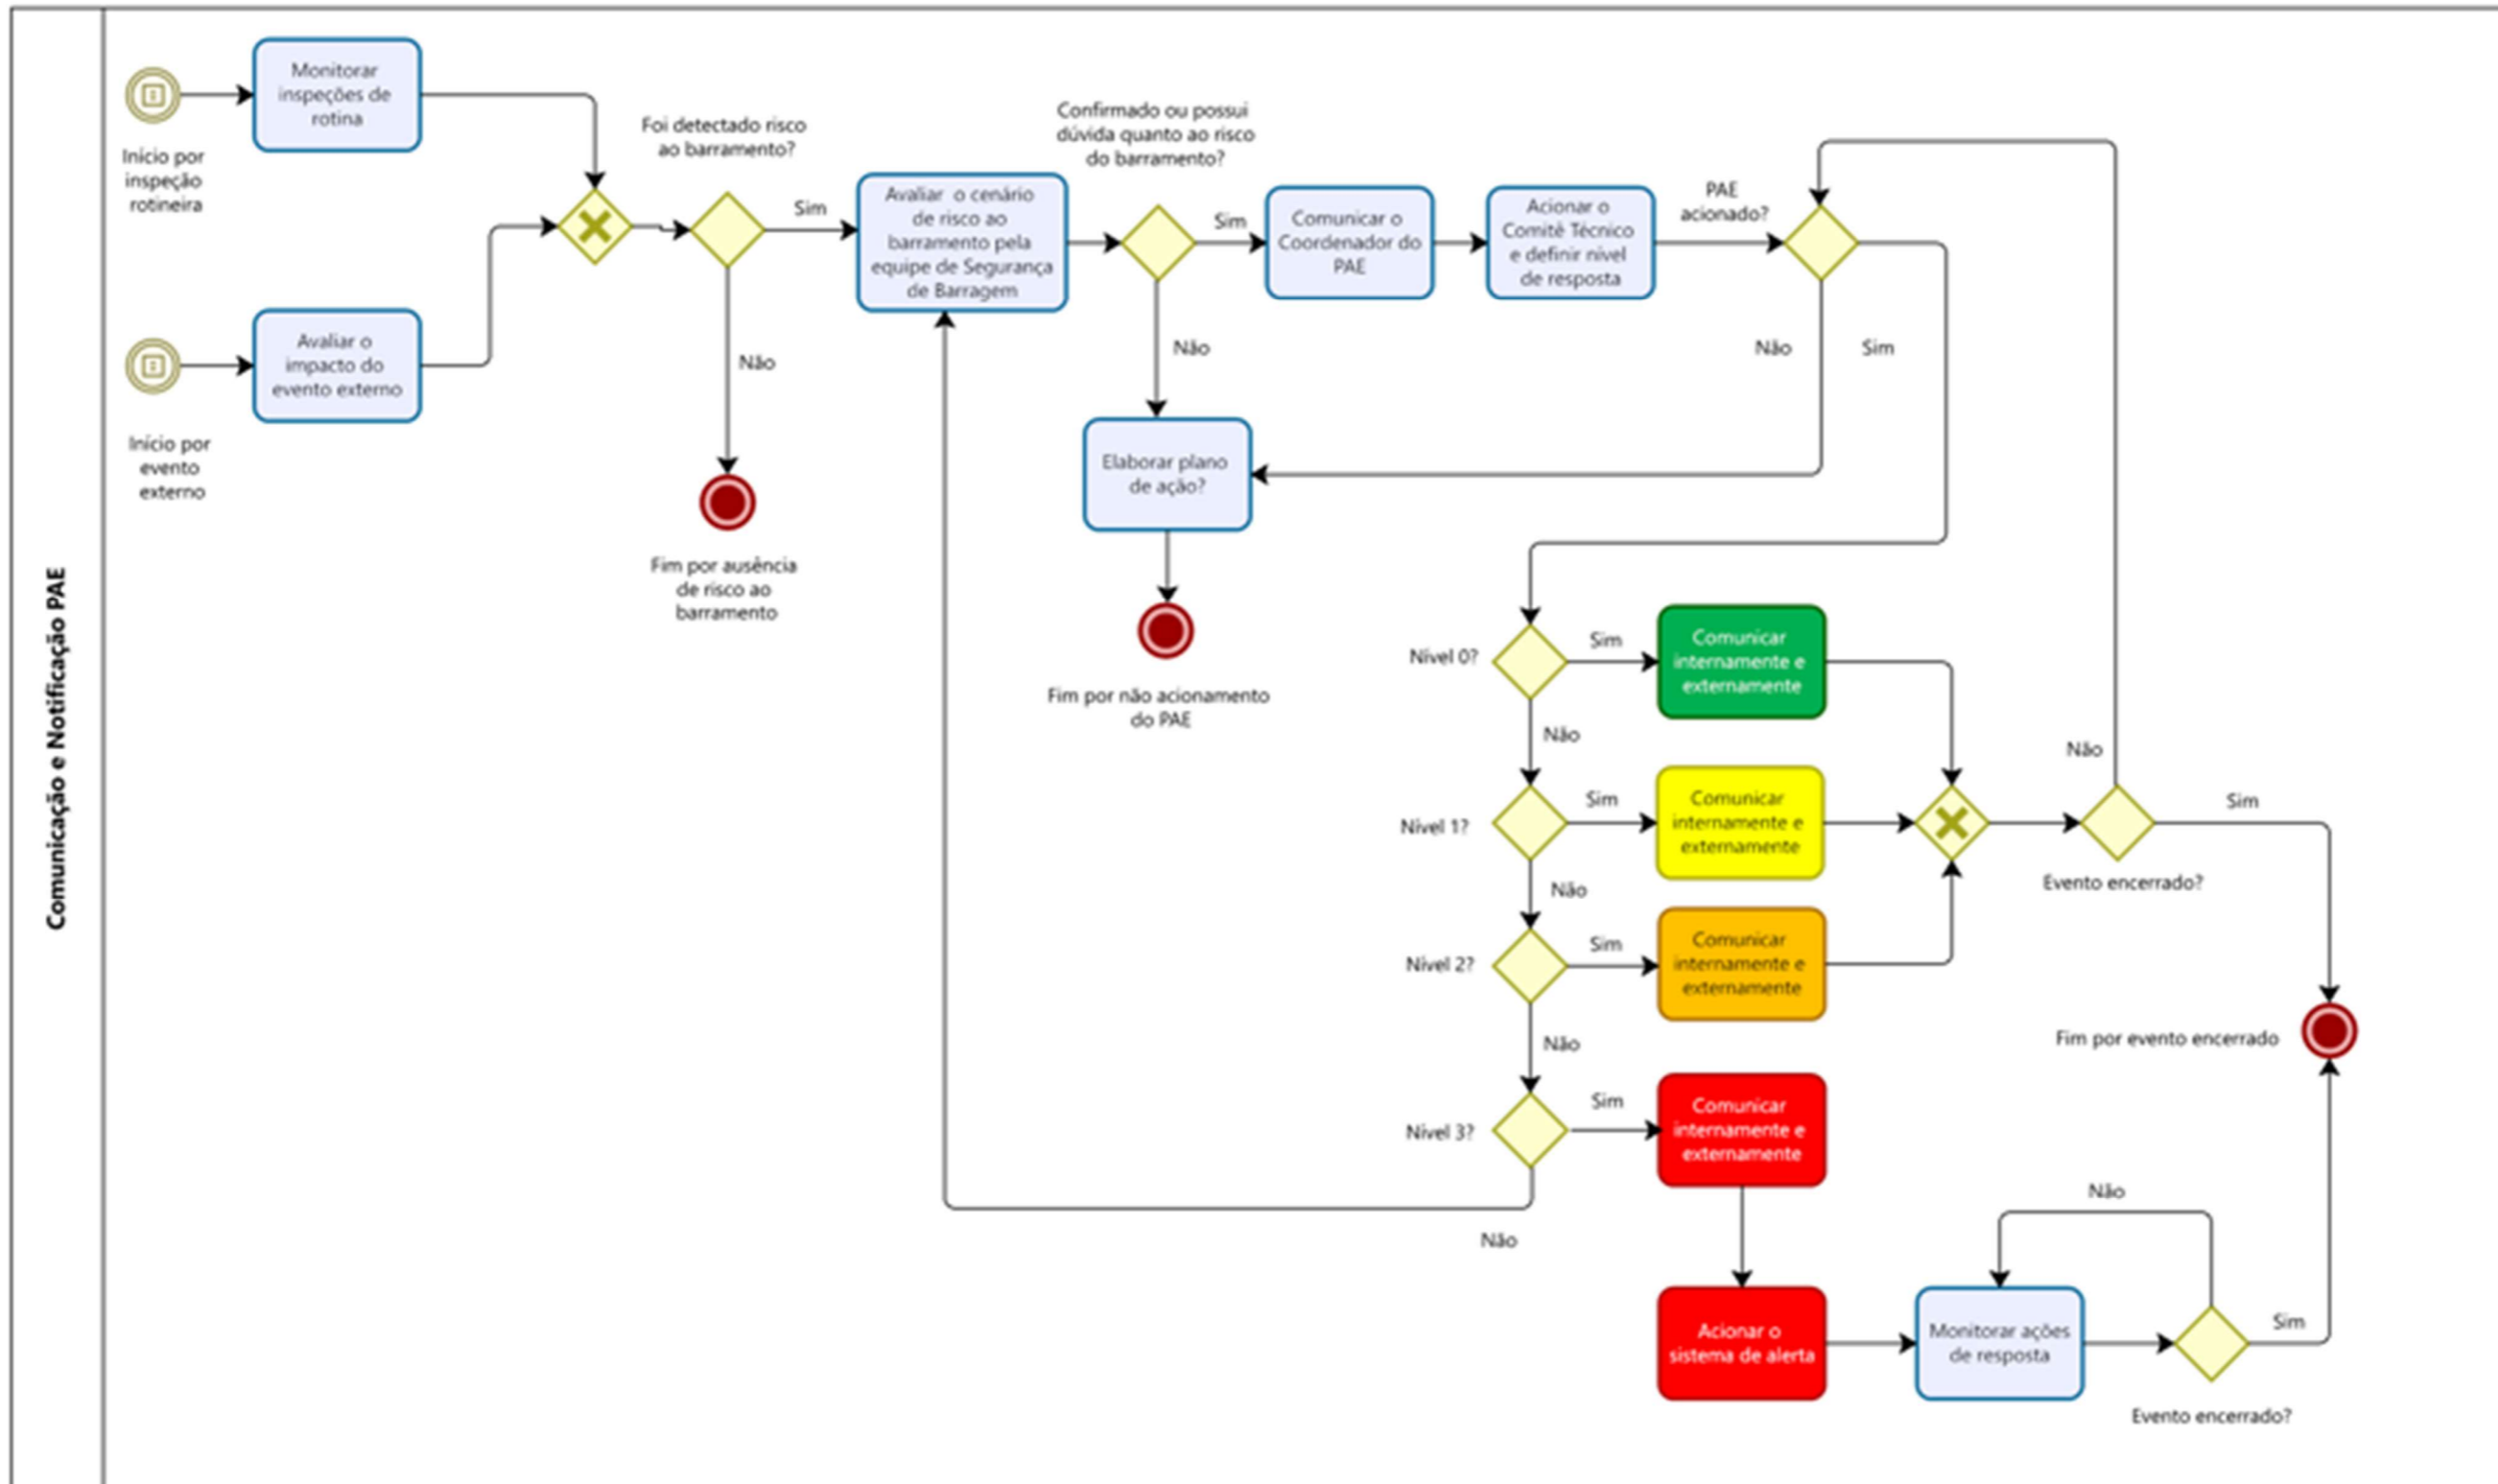 Comunicação e Notificação PAE
Monitorar
inspeções de
rotina
Início por
inspeção
rotineira
Avaliar o
impacto do
evento externo
Início por
evento
externo
Foi detectado risco
ao barramento?
Sim
Não
Fim por ausência
de risco ao
barramento
Avaliar o cenário
de risco ao
barramento pela
equipe de Segurança
de Barragem
Confirmado ou possui
dúvida quanto ao risco
do barramento?
Sim
Não
Comunicar o
Coordenador do
PAE
Acionar o
Comitê Técnico
e definir nível
de resposta
PAE
acionado?
Não
Sim
Elaborar plano
de ação?
Fim por não acionamento
do PAE
Nível 0?
Sim
Comunicar
internamente e
externamente
Não
Nível 1?
Sim
Comunicar
internamente e
externamente
Não
Nível 2?
Sim
Comunicar
internamente e
externamente
Não
Nível 3?
Sim
Comunicar
internamente e
externamente
Não
Não
Sim
Evento encerrado?
Fim por evento encerrado
Acionar o
sistema de alerta
Monitorar ações
de resposta
Não
Sim
Evento encerrado?